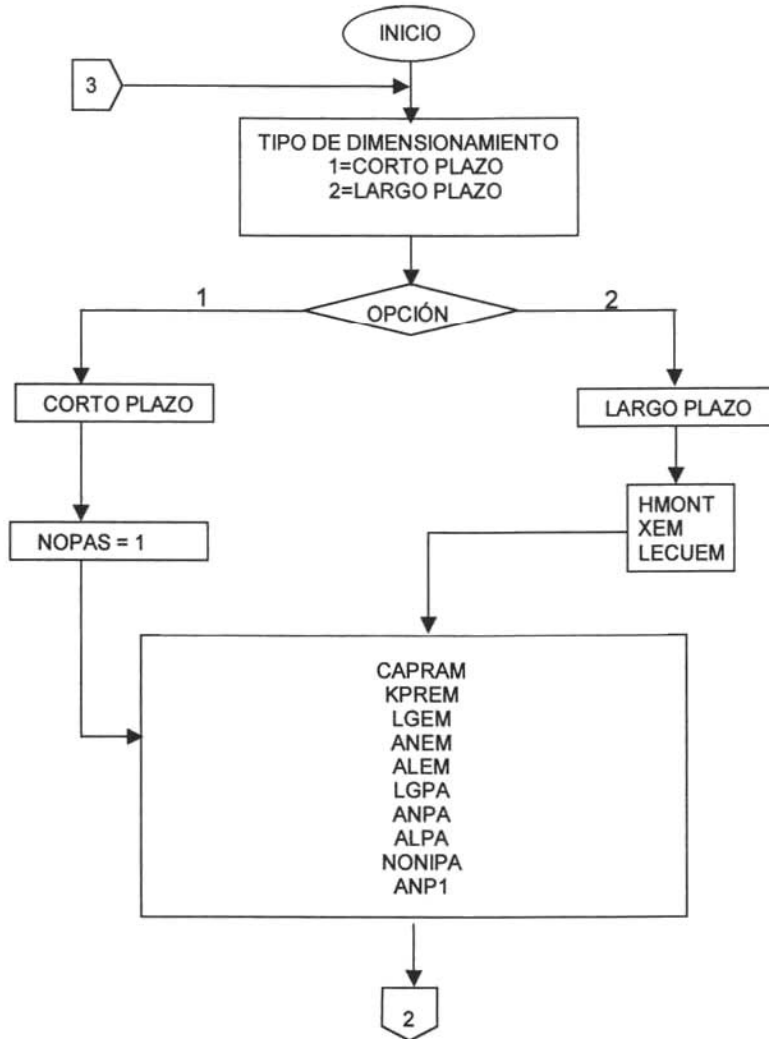 INICIO
3
TIPO DE DIMENSIONAMIENTO
1=CORTO PLAZO
2=LARGO PLAZO
1
OPCIÓN
2
CORTO PLAZO
LARGO PLAZO
HMONT
XEM
LECUEM
NOPAS = 1
CAPRAM
KPREM
LGEM
ANEM
ALEM
LGPA
ANPA
ALPA
NONIPA
ANP1
2